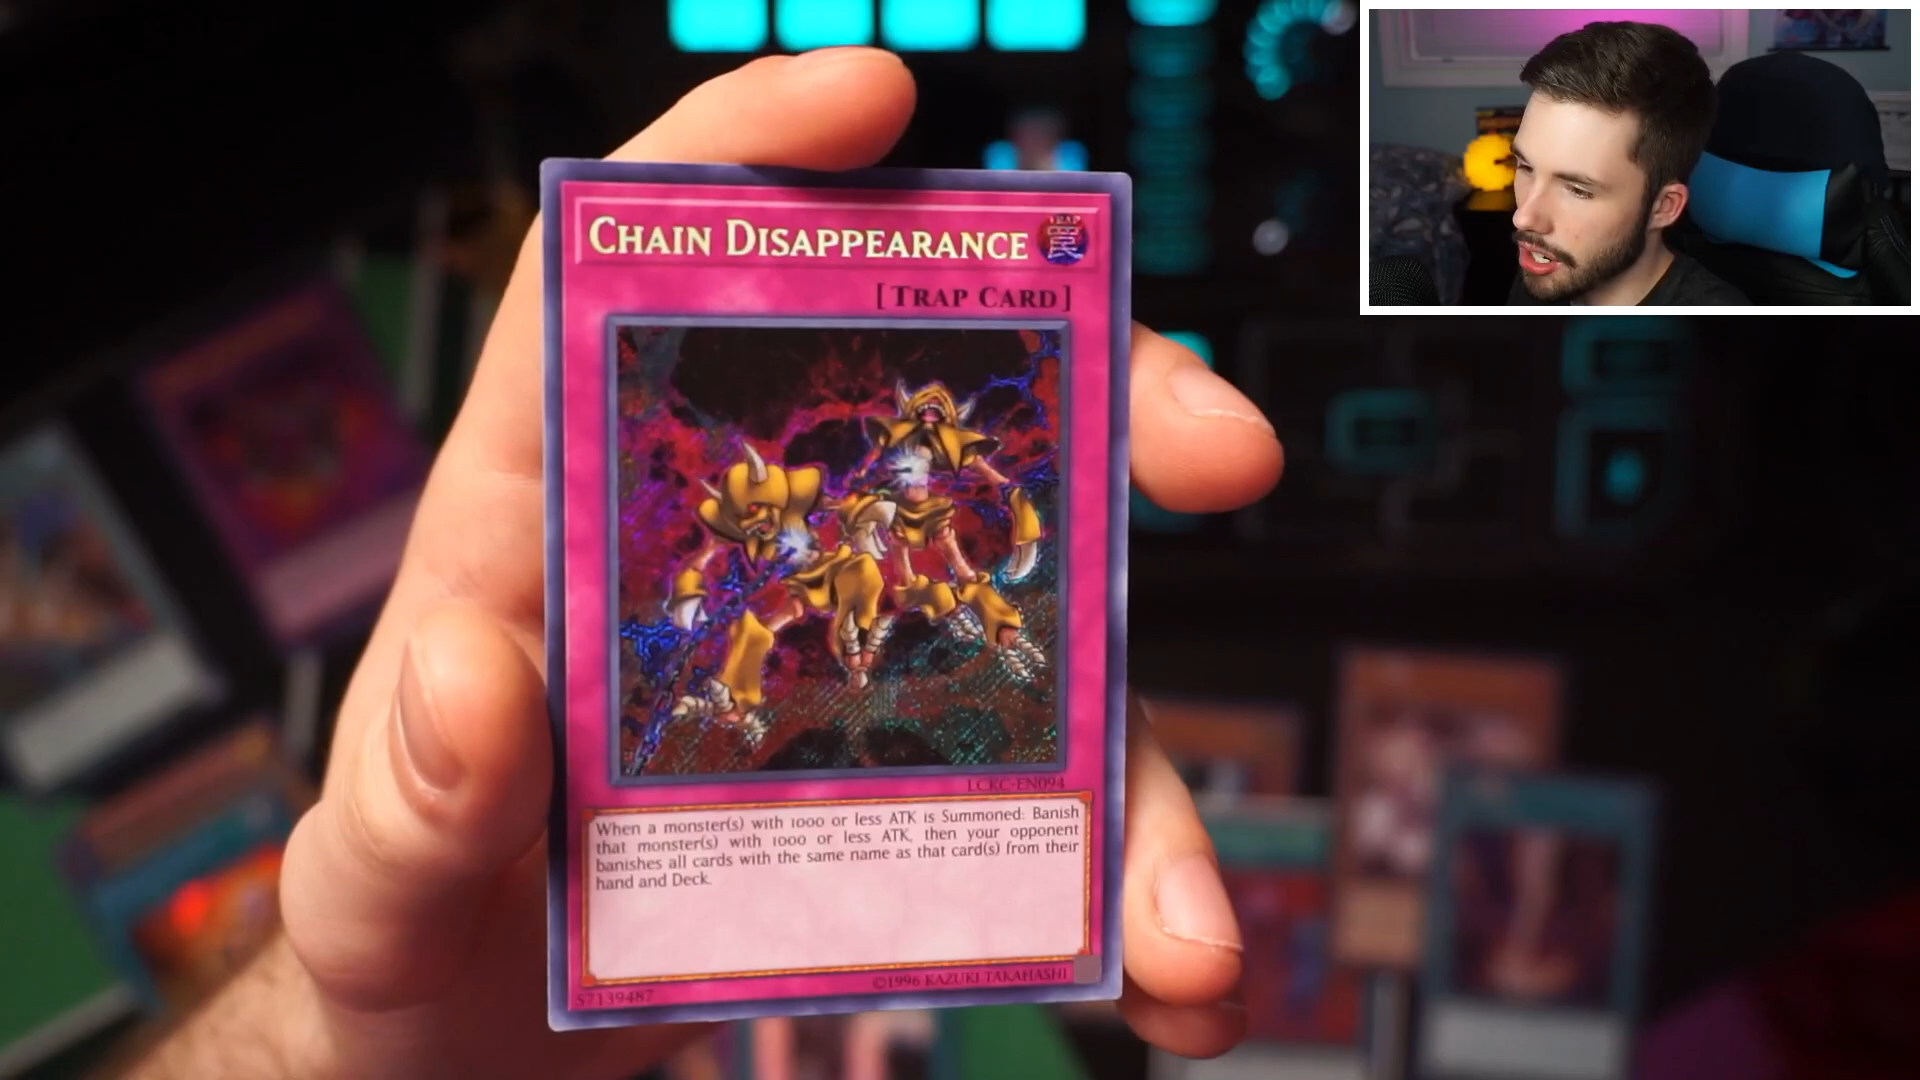 CHAIN DISAPPEARANCE
TRAP
罠
[TRAP CARD]
LCKC-EN094
When a monster(s) with 1000 or less ATK is Summoned: Banish
that monster(s) with 1000 or less ATK, then your opponent
banishes all cards with the same name as that card(s) from their
hand and Deck.
57139487
©1996 KAZUKI TAKAHASHI